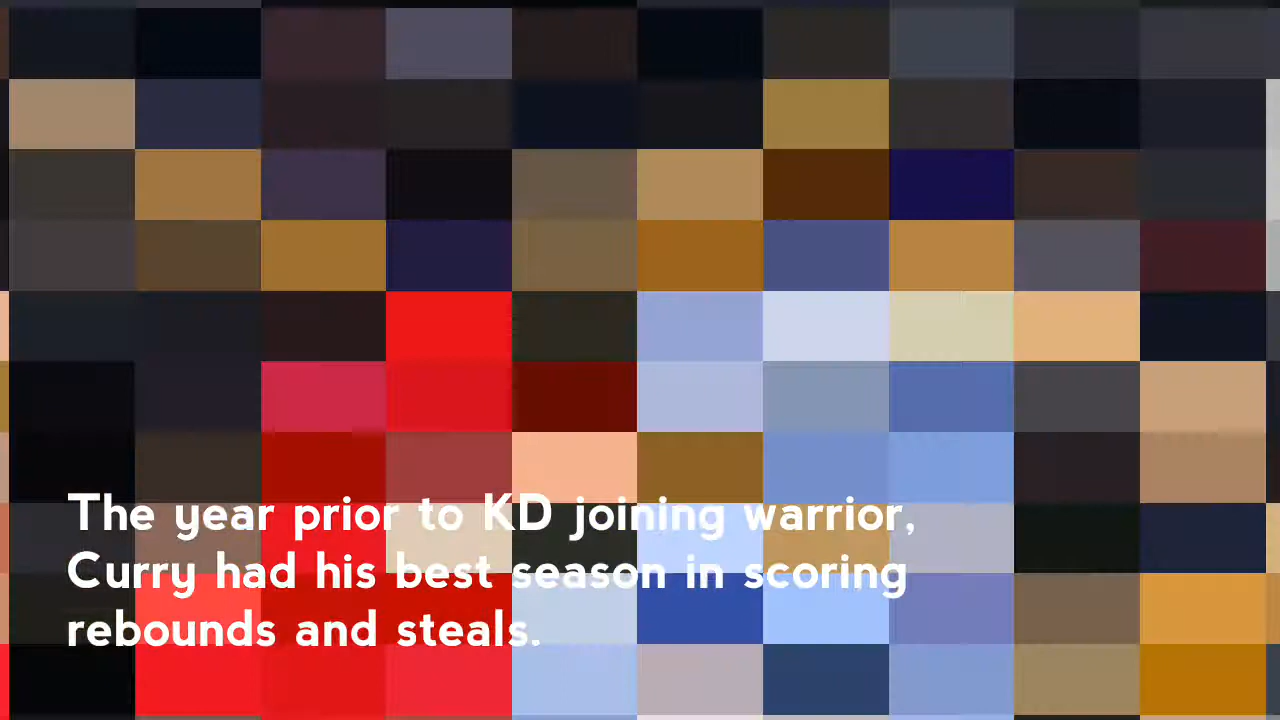 The year prior to KD joining warrior,
Curry had his best season in scoring
rebounds and steals.